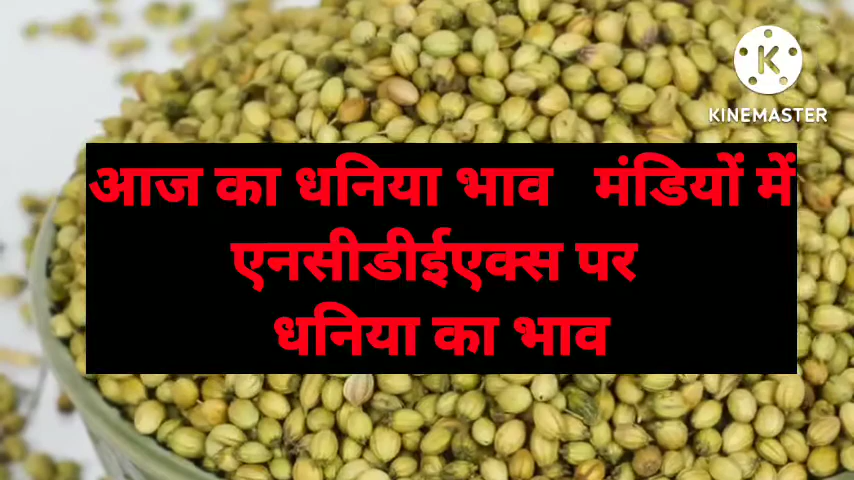 KINEMASTER
आज का धनिया भाव मंडियों में
एनसीडीईएक्स पर
धनिया का भाव